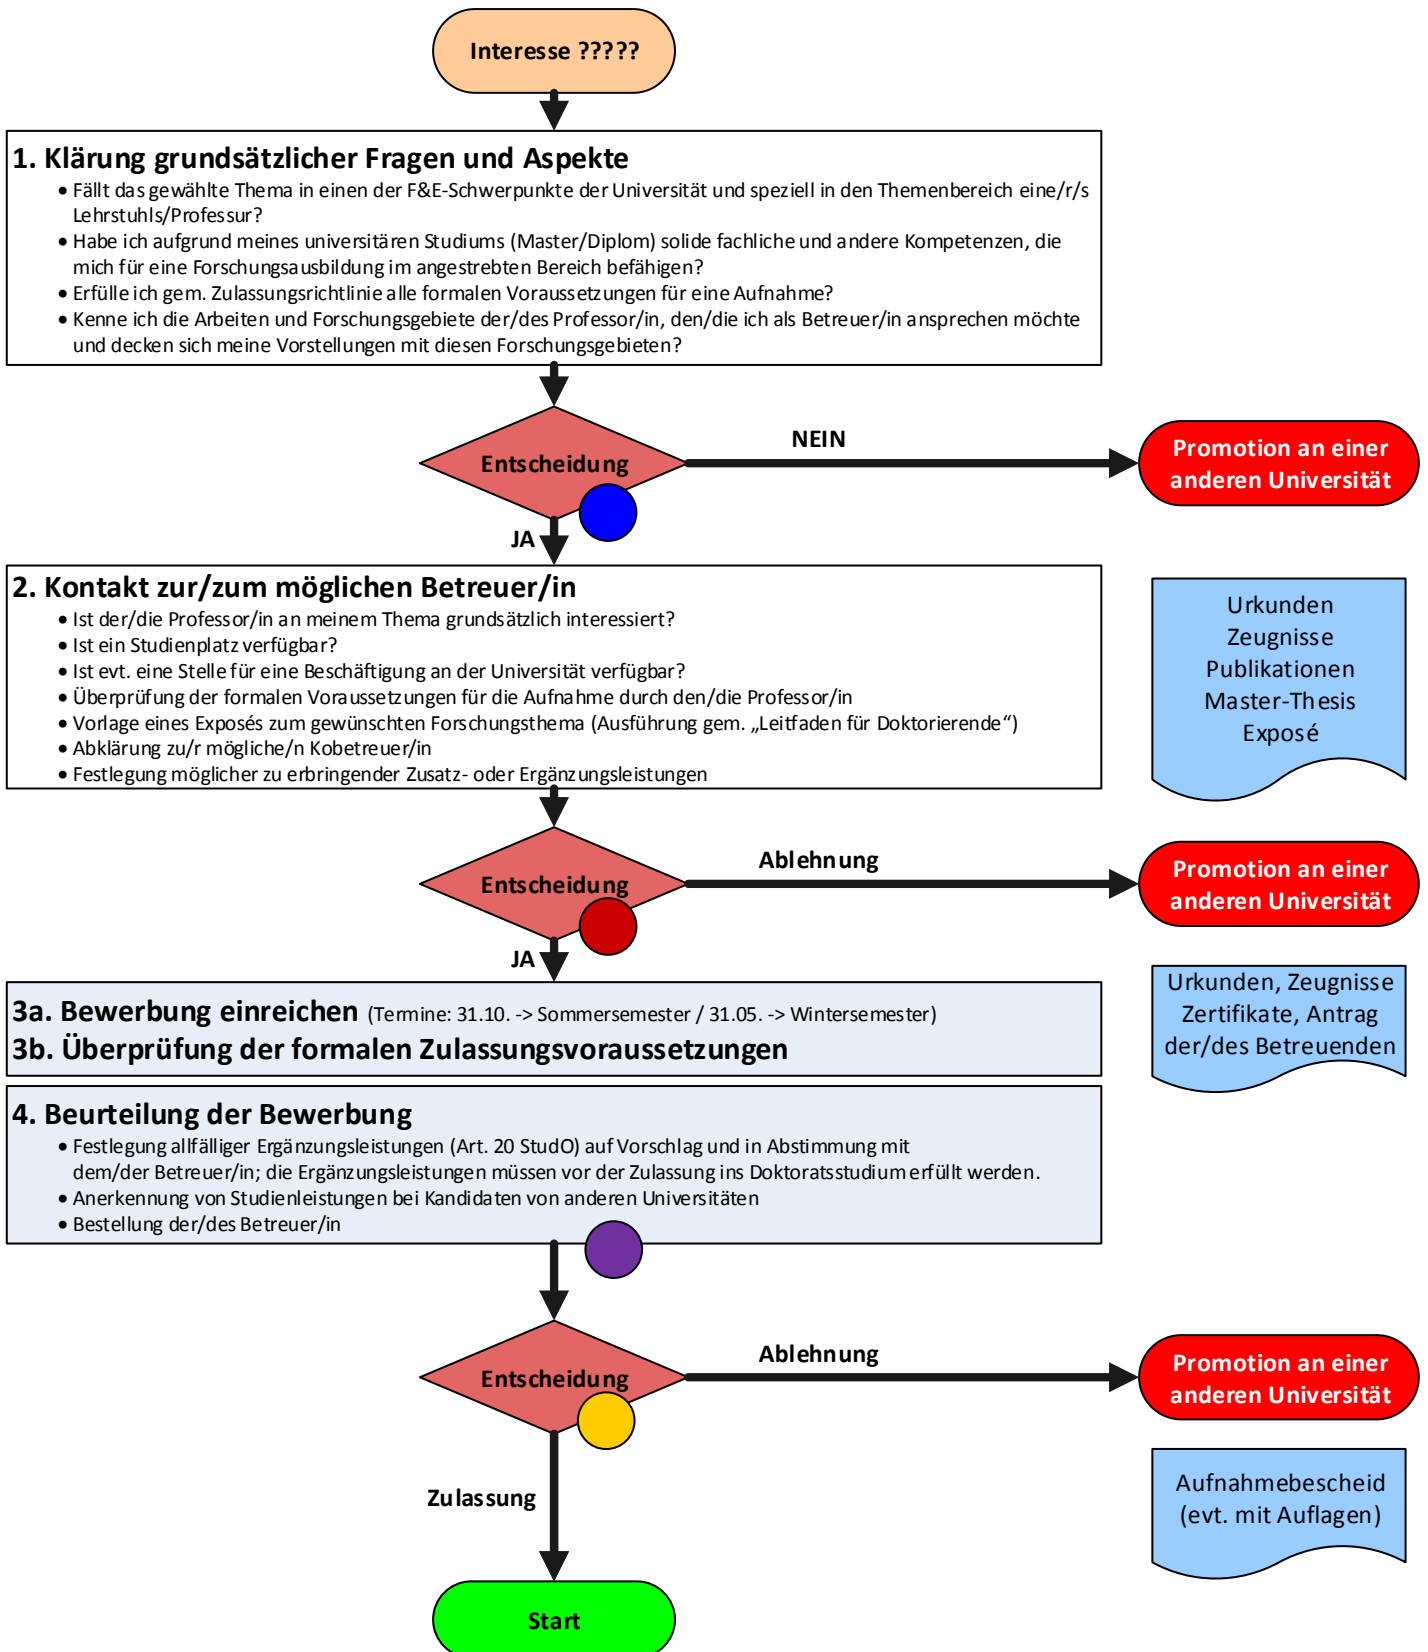 Interesse ?????
1. Klärung grundsätzlicher Fragen und Aspekte
• Fällt das gewählte Thema in einen der F&E-Schwerpunkte der Universität und speziell in den Themenbereich eine/r/s
Lehrstuhls/Professur?
• Habe ich aufgrund meines universitären Studiums (Master/Diplom) solide fachliche und andere Kompetenzen, die
mich für eine Forschungsausbildung im angestrebten Bereich befähigen?
• Erfülle ich gem. Zulassungsrichtlinie alle formalen Voraussetzungen für eine Aufnahme?
• Kenne ich die Arbeiten und Forschungsgebiete der/des Professor/in, den/die ich als Betreuer/in ansprechen möchte
und decken sich meine Vorstellungen mit diesen Forschungsgebieten?
Entscheidung
NEIN
Promotion an einer
anderen Universität
JA
2. Kontakt zur/zum möglichen Betreuer/in
• Ist der/die Professor/in an meinem Thema grundsätzlich interessiert?
• Ist ein Studienplatz verfügbar?
• Ist evt. eine Stelle für eine Beschäftigung an der Universität verfügbar?
• Überprüfung der formalen Voraussetzungen für die Aufnahme durch den/die Professor/in
• Vorlage eines Exposés zum gewünschten Forschungsthema (Ausführung gem. „Leitfaden für Doktorierende“)
• Abklärung zu/r mögliche/n Kobetreuer/in
• Festlegung möglicher zu erbringender Zusatz- oder Ergänzungsleistungen
Urkunden
Zeugnisse
Publikationen
Master-Thesis
Exposé
Entscheidung
Ablehnung
Promotion an einer
anderen Universität
JA
3a. Bewerbung einreichen (Termine: 31.10. -> Sommersemester / 31.05. -> Wintersemester)
3b. Überprüfung der formalen Zulassungsvoraussetzungen
Urkunden, Zeugnisse
Zertifikate, Antrag
der/des Betreuenden
4. Beurteilung der Bewerbung
• Festlegung allfälliger Ergänzungsleistungen (Art. 20 StudO) auf Vorschlag und in Abstimmung mit
dem/der Betreuer/in; die Ergänzungsleistungen müssen vor der Zulassung ins Doktoratsstudium erfüllt werden.
• Anerkennung von Studienleistungen bei Kandidaten von anderen Universitäten
• Bestellung der/des Betreuer/in
Entscheidung
Ablehnung
Promotion an einer
anderen Universität
Zulassung
Aufnahmebescheid
(evt. mit Auflagen)
Start